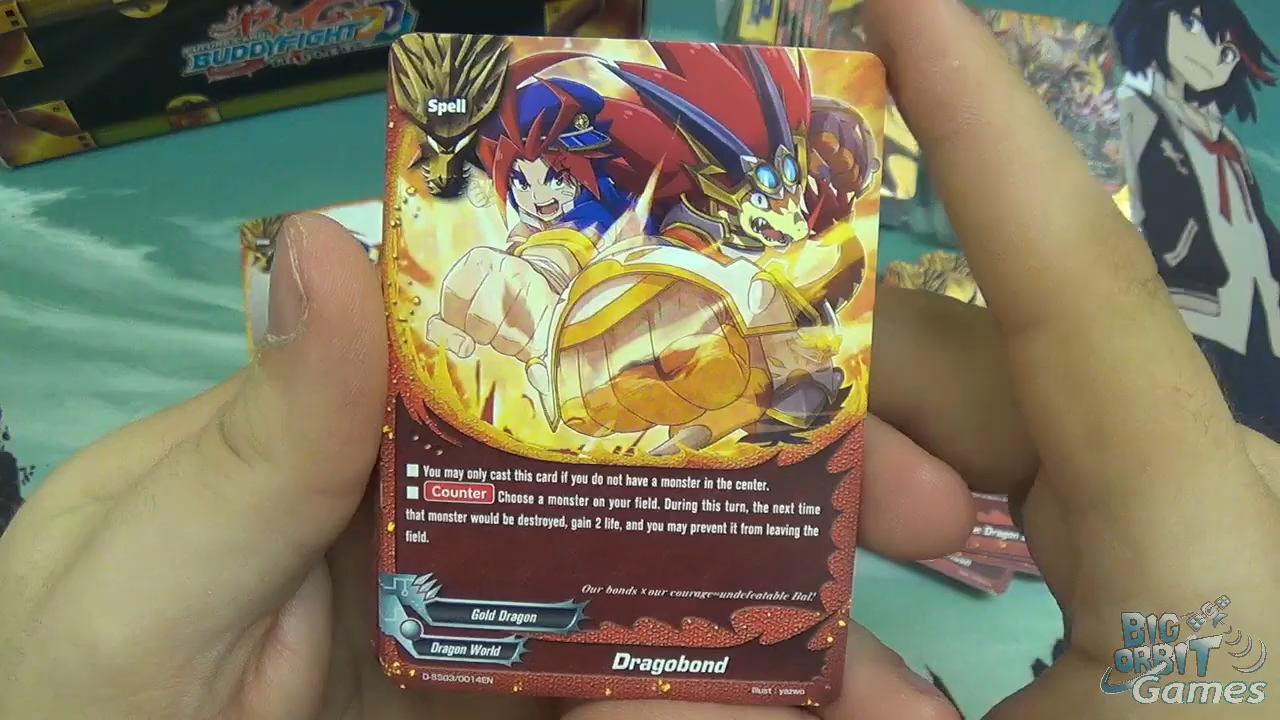 BUDDYFIGHT
Spell
You may only cast this card if you do not have a monster in the center.
Counter Choose a monster on your field. During this turn, the next time
that monster would be destroyed, gain 2 life, and you may prevent it from leaving the
field.
Our bonds×our courage=undefeatable Bal!
Gold Dragon
Dragon World
Dragobond
D-SS03/0014EN
Illust : yazwo
Dragon
BIG
ORBIT
Games